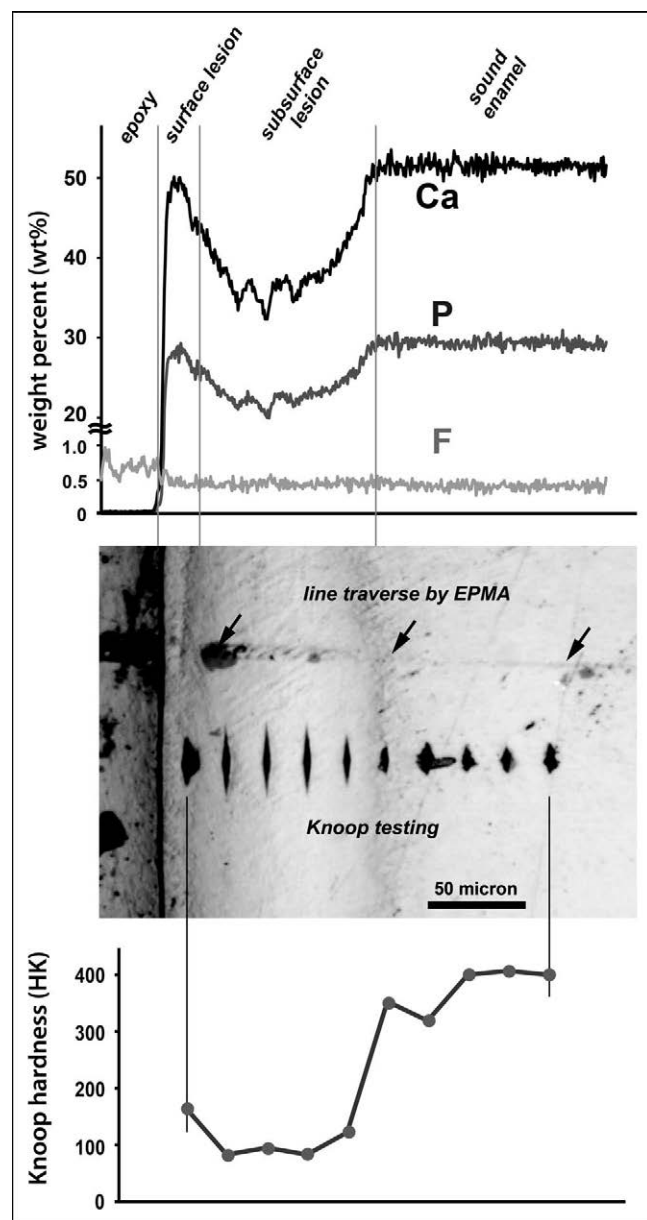 epoxy
surface lesion
subsurface
lesion
sound
enamel
weight percent (wt%)
50
40
30
20
1.0
0.5
0
Ca
P
F
line traverse by EPMA
Knoop testing
50 micron
Knoop hardness (HK)
400
300
200
100
0